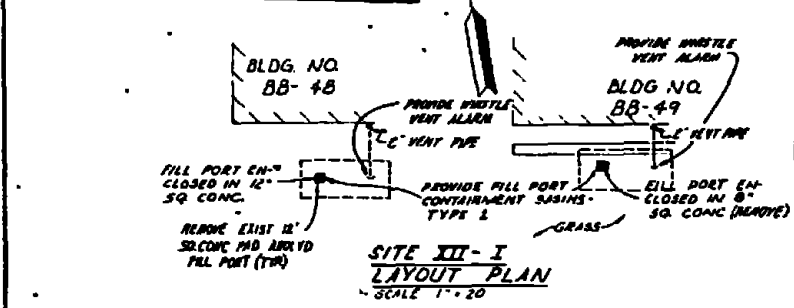 BLDG. NO.
BB-48
PROVIDE WHISTLE
VENT ALARM
2" VENT PIPE
FILL PORT EN-
CLOSED IN 12"
SQ. CONC.
REMOVE EXIST 12"
SQ.CONC PAD AROUND
FILL PORT (TYP)
PROVIDE FILL PORT
CONTAINMENT BASINS-
TYPE 1
PROVIDE WHISTLE
VENT ALARM
BLDG NO.
BB-49
2" VENT PIPE
FILL PORT EN-
CLOSED IN 8"
SQ. CONC (REMOVE)
GRASS
SITE XII-I
LAYOUT PLAN
SCALE 1"=20